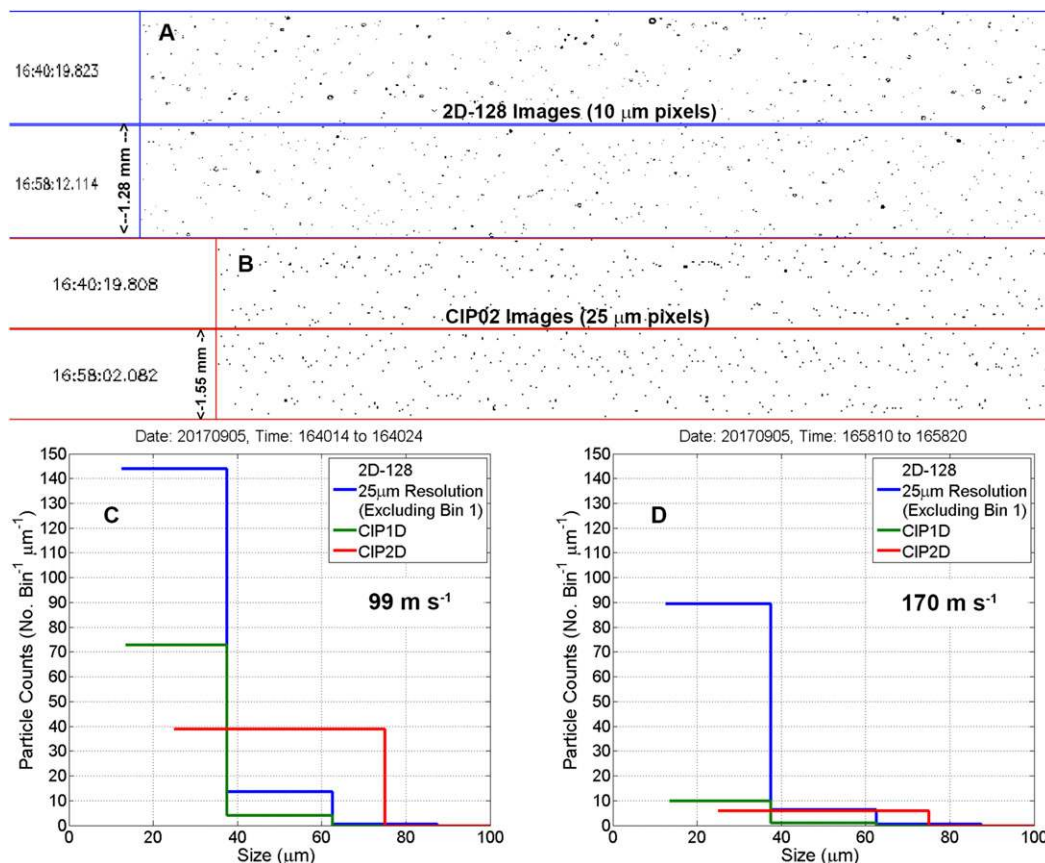 A
16:40:19.823
2D-128 Images (10 μm pixels)
<--1.28 mm -->
16:58:12.114
B
16:40:19.808
CIP02 Images (25 μm pixels)
<-1.55 mm ->
16:58:02.082
Date: 20170905, Time: 164014 to 164024
150
140
130
120
110
100
90
80
70
60
50
40
30
20
10
0
Particle Counts (No. Bin⁻¹ μm⁻¹)
C
2D-128
25μm Resolution
(Excluding Bin 1)
CIP1D
CIP2D
99 m s⁻¹
0 20 40 60 80 100
Size (μm)
Date: 20170905, Time: 165810 to 165820
150
140
130
120
110
100
90
80
70
60
50
40
30
20
10
0
Particle Counts (No. Bin⁻¹ μm⁻¹)
D
2D-128
25μm Resolution
(Excluding Bin 1)
CIP1D
CIP2D
170 m s⁻¹
0 20 40 60 80 100
Size (μm)